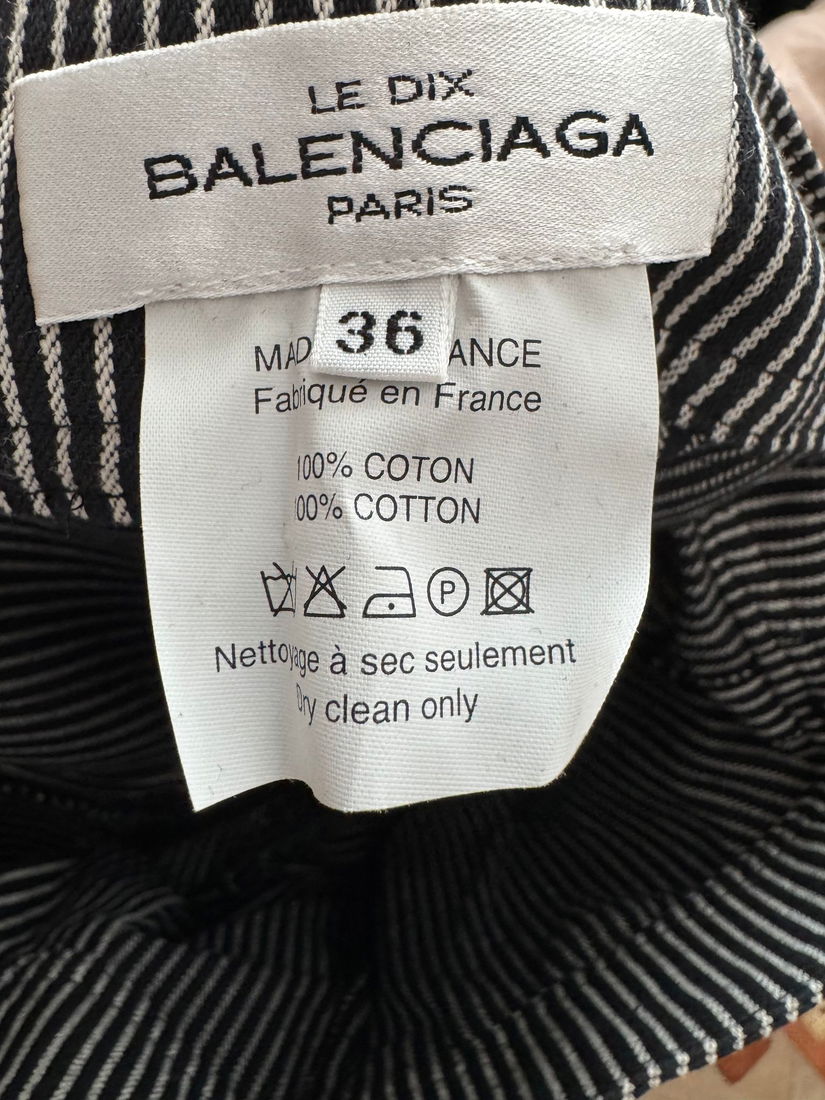 LE DIX
BALENCIAGA
PARIS
36
MAD ANCE
Fabriqué en France
100% COTON
00% COTTON
P
Nettoyage à sec seulement
Dry clean only